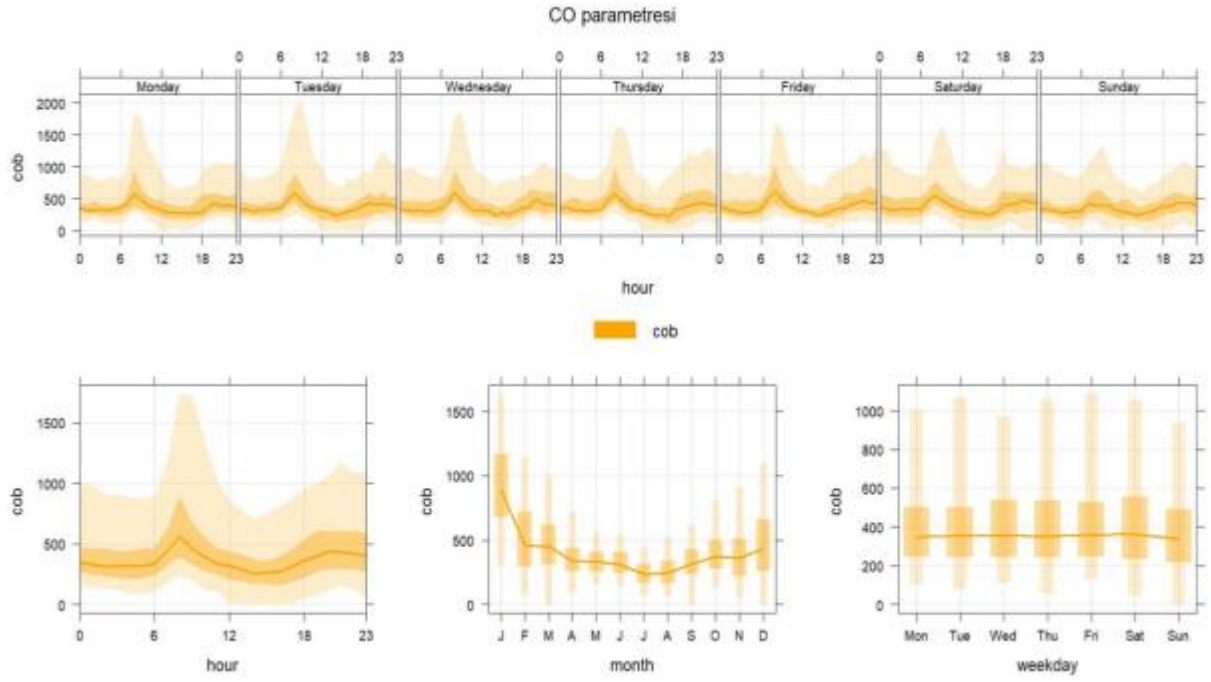 CO parametresi
0 6 12 18 23 0 6 12 18 23 0 6 12 18 23
Monday Tuesday Wednesday Thursday Friday Saturday Sunday
2000
1500
1000
500
0
cob
0 6 12 18 23 0 6 12 18 23 0 6 12 18 23 0 6 12 18 23
hour
cob
1500
1000
500
0
cob
0 6 12 18 23
hour
1500
1000
500
0
cob
J F M A M J J A S O N D
month
1000
800
600
400
200
0
cob
Mon Tue Wed Thu Fri Sat Sun
weekday